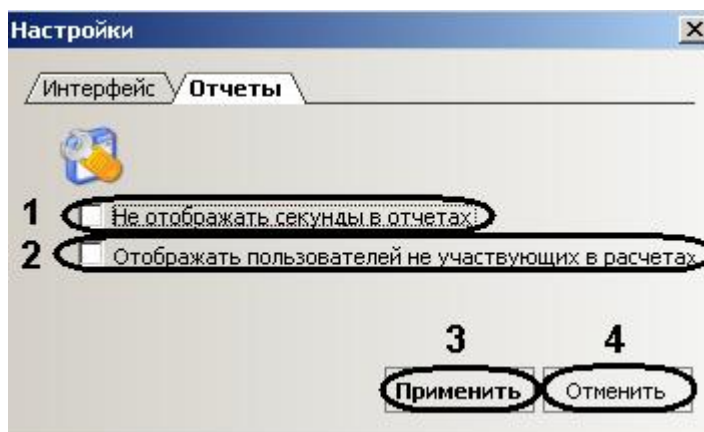 Настройки
Интерфейс Отчеты
1 Не отображать секунды в отчетах
2 Отображать пользователей не участвующих в расчетах
3 4
Применить Отменить